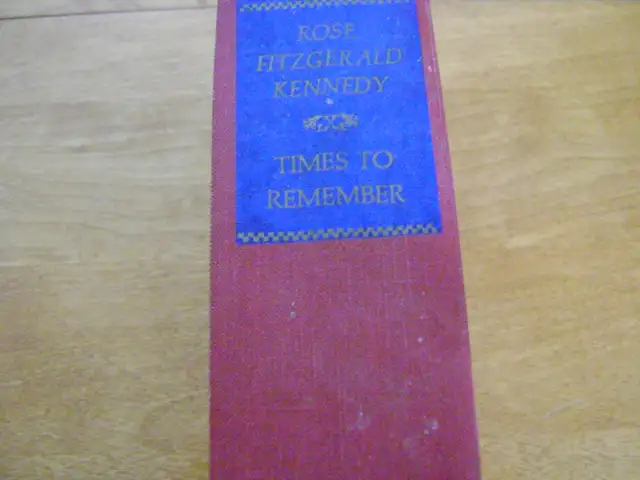 ROSE
FITZGERALD
KENNEDY
TIMES TO
REMEMBER